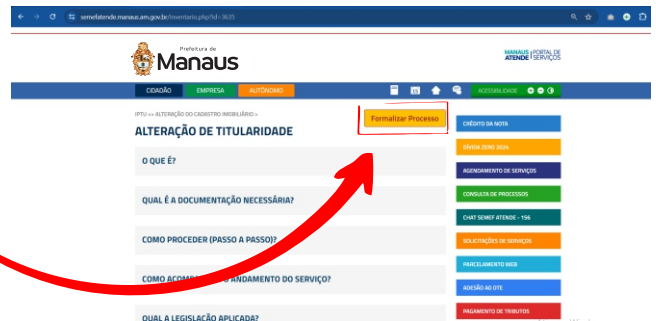 semefatende.manaus.am.gov.br/inventario.php?id=3635
Prefeitura de
Manaus
MANAUS PORTAL DE
ATENDE SERVIÇOS
CIDADÃO
EMPRESA
AUTÔNOMO
ACESSIBILIDADE
IPTU >> ALTERAÇÃO DO CADASTRO IMOBILIÁRIO >
Formalizar Processo
ALTERAÇÃO DE TITULARIDADE
O QUE É?
QUAL É A DOCUMENTAÇÃO NECESSÁRIA?
COMO PROCEDER (PASSO A PASSO)?
ANDAMENTO DO SERVIÇO?
QUAL A LEGISLAÇÃO APLICADA?
CRÉDITO DA NOTA
DÍVIDA ZERO 2024
AGENDAMENTO DE SERVIÇOS
CONSULTA DE PROCESSOS
CHAT SEMEF ATENDE - 156
SOLICITAÇÕES DE SERVIÇOS
PARCELAMENTO WEB
ADESÃO AO DTE
PAGAMENTO DE TRIBUTOS